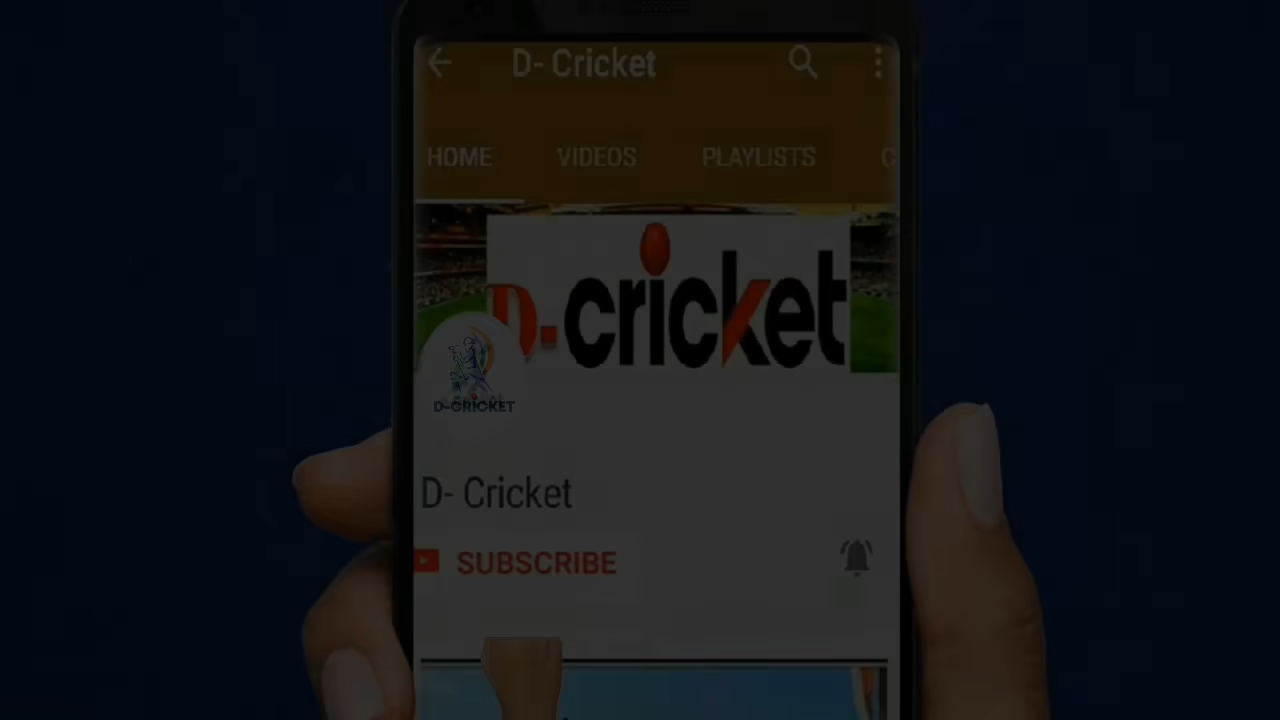 D- Cricket
HOME VIDEOS PLAYLISTS C
D-cricket
D-CRICKET
D- Cricket
SUBSCRIBE